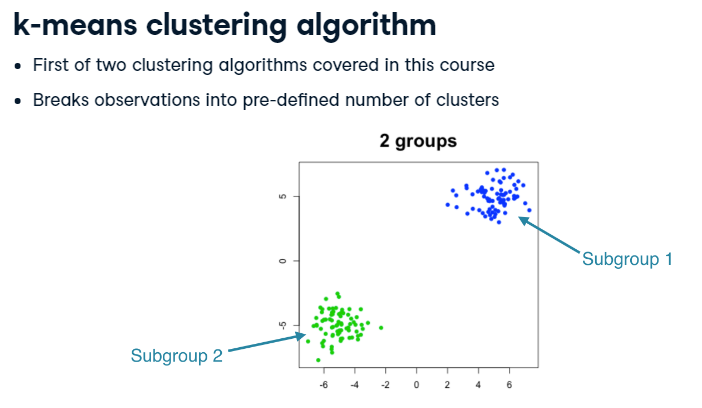 k-means clustering algorithm
• First of two clustering algorithms covered in this course
• Breaks observations into pre-defined number of clusters
2 groups
5
0
-5
Subgroup 1
Subgroup 2
-6 -4 -2 0 2 4 6